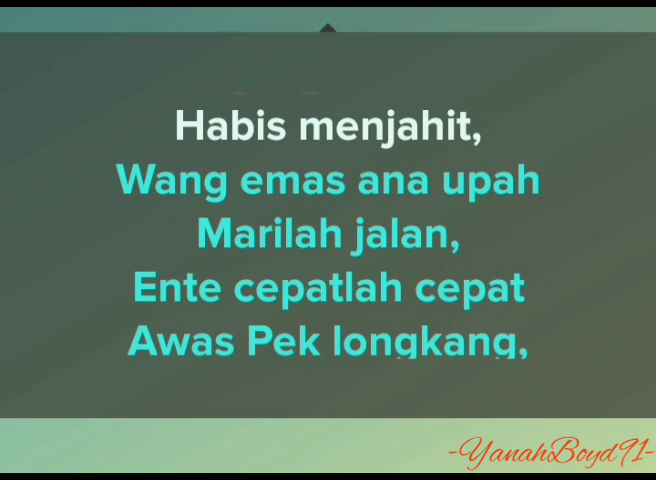 Habis menjahit,
Wang emas ana upah
Marilah jalan,
Ente cepatlah cepat
Awas Pek longkang,
-YanahBoyd91-